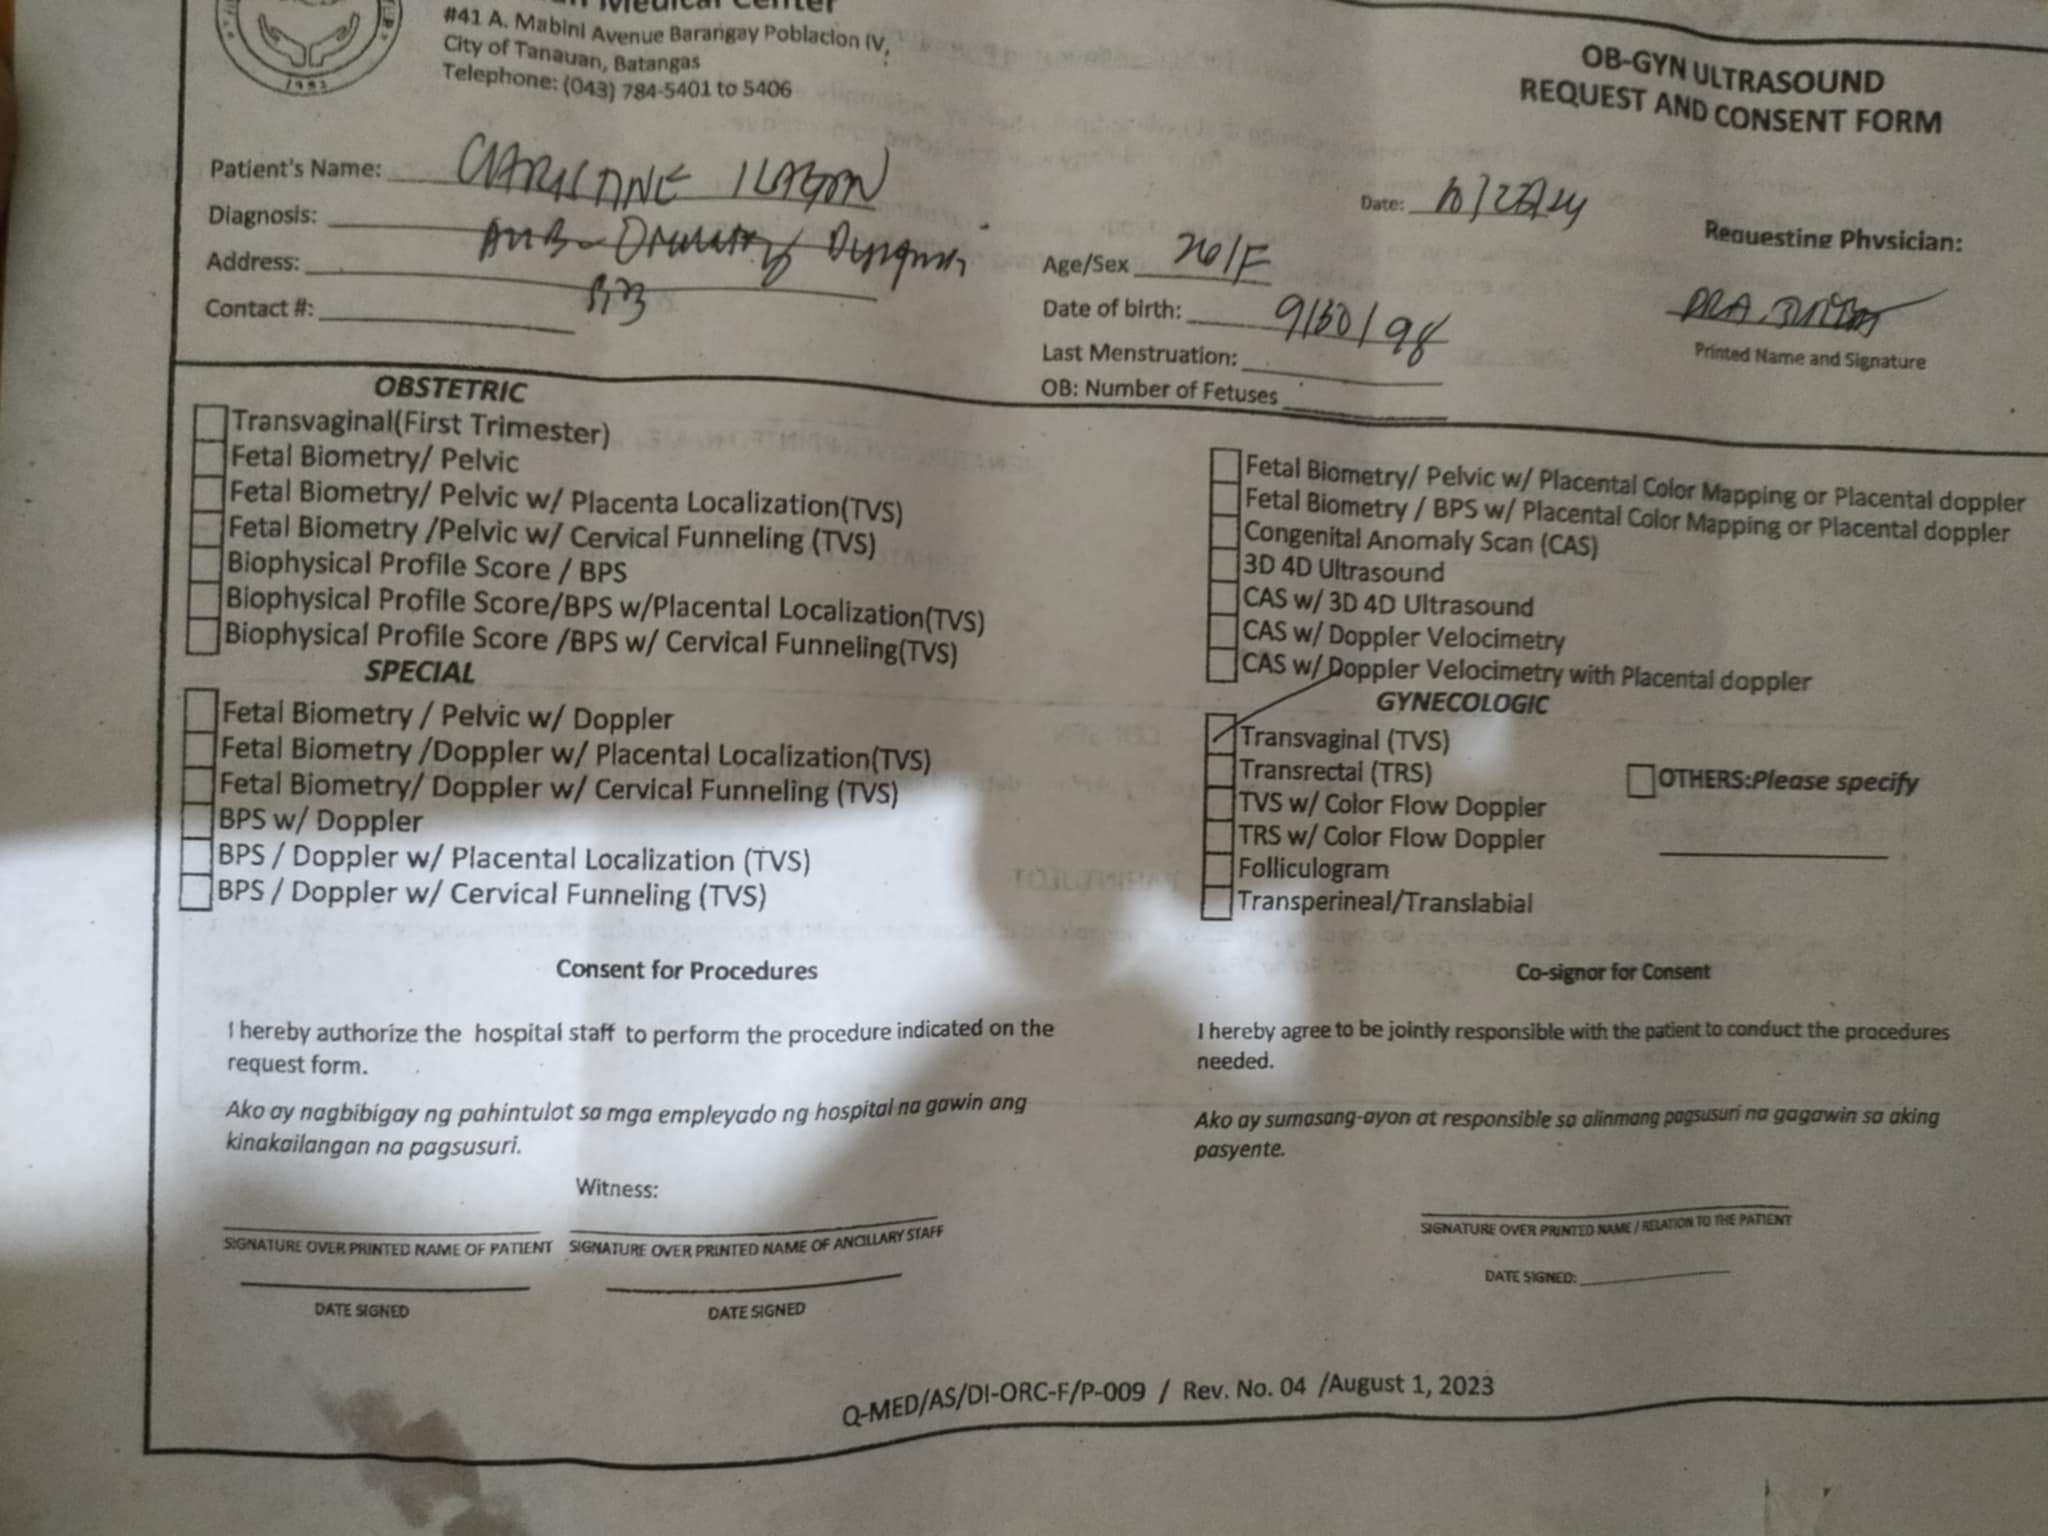 Medical Center
#41 A. Mabini Avenue Barangay Poblacion IV,
City of Tanauan, Batangas
Telephone: (043) 784-5401 to 5406
OB-GYN ULTRASOUND
REQUEST AND CONSENT FORM
Patient's Name:
Date:
Requesting Physician:
Diagnosis: AUB - Ovulatory
Age/Sex 26/F
Address:
Date of birth: 9/30/98
Contact #:
Last Menstruation:
OB: Number of Fetuses
DRA.
Printed Name and Signature
OBSTETRIC
Transvaginal(First Trimester)
Fetal Biometry/ Pelvic
Fetal Biometry/ Pelvic w/ Placenta Localization(TVS)
Fetal Biometry /Pelvic w/ Cervical Funneling (TVS)
Biophysical Profile Score / BPS
Biophysical Profile Score/BPS w/Placental Localization(TVS)
Biophysical Profile Score /BPS w/ Cervical Funneling(TVS)
SPECIAL
Fetal Biometry / Pelvic w/ Doppler
Fetal Biometry /Doppler w/ Placental Localization(TVS)
Fetal Biometry/ Doppler w/ Cervical Funneling (TVS)
BPS w/ Doppler
BPS / Doppler w/ Placental Localization (TVS)
BPS / Doppler w/ Cervical Funneling (TVS)
Fetal Biometry/ Pelvic w/ Placental Color Mapping or Placental doppler
Fetal Biometry / BPS w/ Placental Color Mapping or Placental doppler
Congenital Anomaly Scan (CAS)
3D 4D Ultrasound
CAS w/ 3D 4D Ultrasound
CAS w/ Doppler Velocimetry
CAS w/ Doppler Velocimetry with Placental doppler
GYNECOLOGIC
Transvaginal (TVS)
Transrectal (TRS)
TVS w/ Color Flow Doppler
TRS w/ Color Flow Doppler
Folliculogram
Transperineal/Translabial
OTHERS:Please specify
Consent for Procedures
I hereby authorize the hospital staff to perform the procedure indicated on the
request form.
Ako ay nagbibigay ng pahintulot sa mga empleyado ng hospital na gawin ang
kinakailangan na pagsusuri.
Witness:
SIGNATURE OVER PRINTED NAME OF PATIENT
SIGNATURE OVER PRINTED NAME OF ANCILLARY STAFF
DATE SIGNED
DATE SIGNED
Co-signor for Consent
I hereby agree to be jointly responsible with the patient to conduct the procedures
needed.
Ako ay sumasang-ayon at responsible sa alinmang pagsusuri na gagawin sa aking
pasyente.
SIGNATURE OVER PRINTED NAME / RELATION TO THE PATIENT
DATE SIGNED:
Q-MED/AS/DI-ORC-F/P-009 / Rev. No. 04 /August 1, 2023